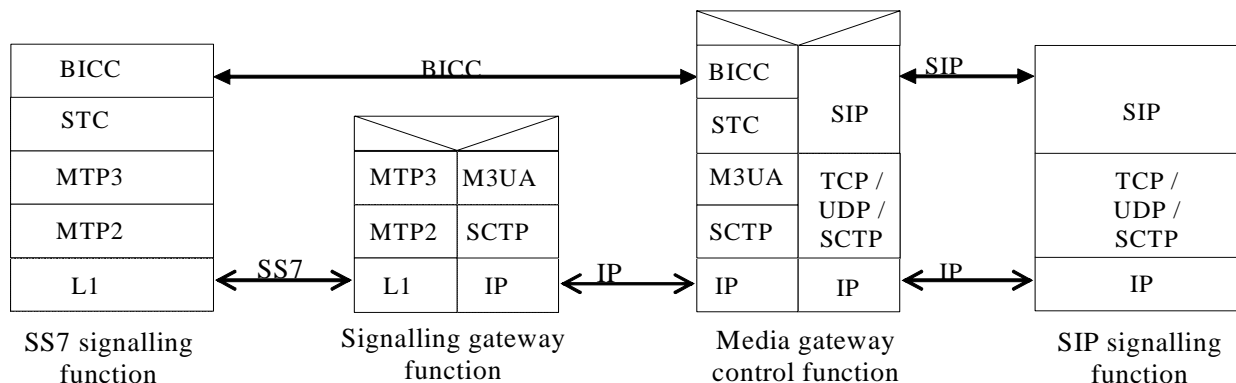 BICC
STC
MTP3
MTP2
L1
SS7 signalling
function
BICC
SS7
MTP3
M3UA
MTP2
SCTP
L1
IP
Signalling gateway
function
IP
BICC
STC
M3UA
SCTP
IP
SIP
TCP /
UDP /
SCTP
IP
Media gateway
control function
SIP
IP
SIP
TCP /
UDP /
SCTP
IP
SIP signalling
function